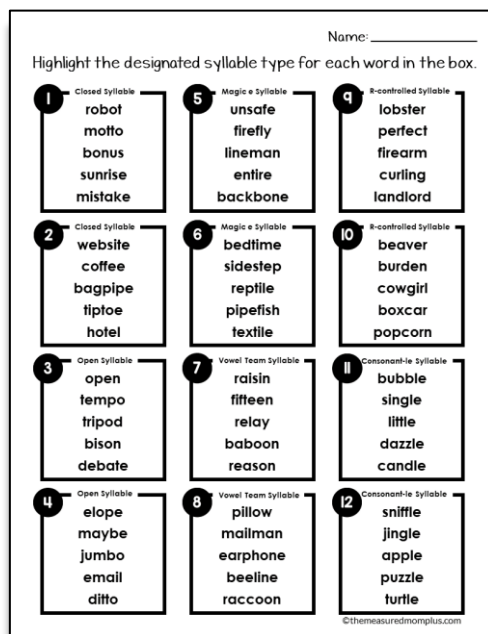 Name:
Highlight the designated syllable type for each word in the box.
1
Closed Syllable
robot
motto
bonus
sunrise
mistake
5
Magic e Syllable
unsafe
firefly
lineman
entire
backbone
9
R-controlled Syllable
lobster
perfect
firearm
curling
landlord
2
Closed Syllable
website
coffee
bagpipe
tiptoe
hotel
6
Magic e Syllable
bedtime
sidestep
reptile
pipefish
textile
10
R-controlled Syllable
beaver
burden
cowgirl
boxcar
popcorn
3
Open Syllable
open
tempo
tripod
bison
debate
7
Vowel Team Syllable
raisin
fifteen
relay
baboon
reason
11
Consonant-le Syllable
bubble
single
little
dazzle
candle
4
Open Syllable
elope
maybe
jumbo
email
ditto
8
Vowel Team Syllable
pillow
mailman
earphone
beeline
raccoon
12
Consonant-le Syllable
sniffle
jingle
apple
puzzle
turtle
©themeasuredmomplus.com